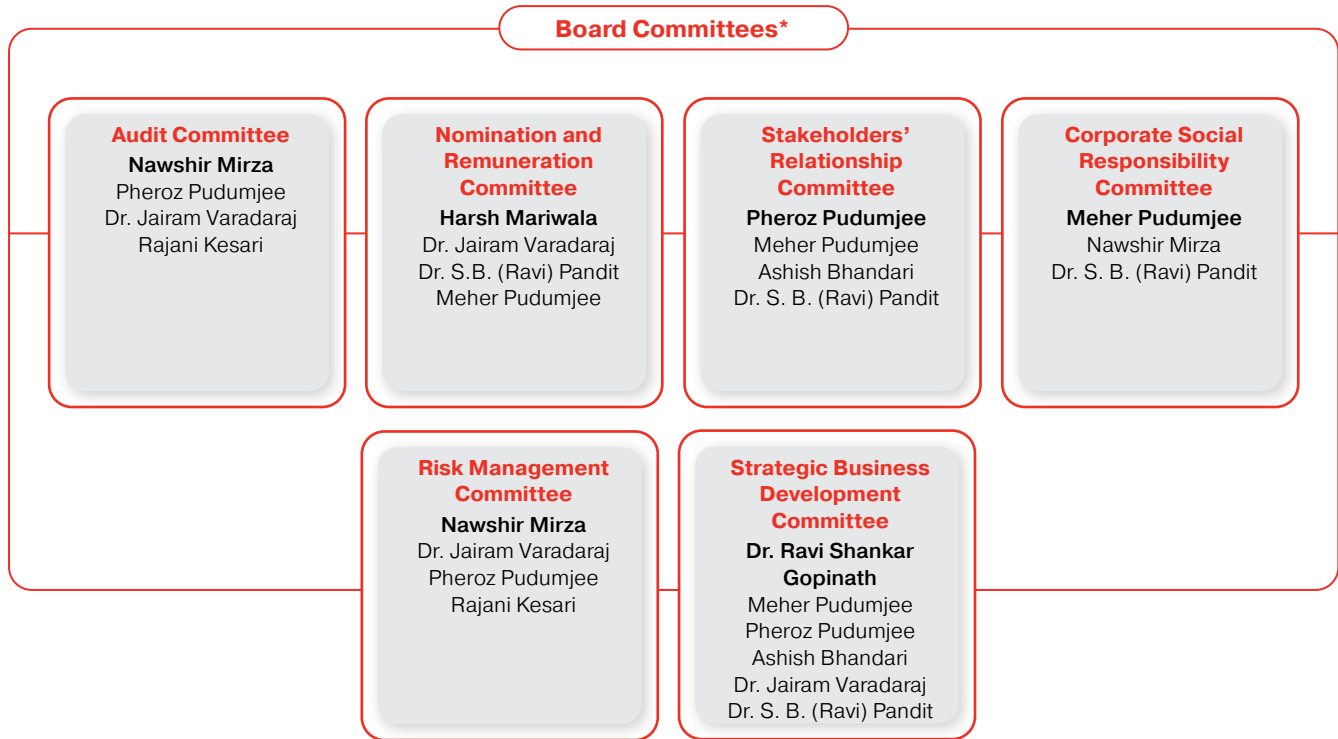 Board Committees*
Audit Committee
Nawshir Mirza
Pheroz Pudumjee
Dr. Jairam Varadaraj
Rajani Kesari
Nomination and
Remuneration
Committee
Harsh Mariwala
Dr. Jairam Varadaraj
Dr. S.B. (Ravi) Pandit
Meher Pudumjee
Stakeholders’
Relationship
Committee
Pheroz Pudumjee
Meher Pudumjee
Ashish Bhandari
Dr. S. B. (Ravi) Pandit
Corporate Social
Responsibility
Committee
Meher Pudumjee
Nawshir Mirza
Dr. S. B. (Ravi) Pandit
Risk Management
Committee
Nawshir Mirza
Dr. Jairam Varadaraj
Pheroz Pudumjee
Rajani Kesari
Strategic Business
Development
Committee
Dr. Ravi Shankar
Gopinath
Meher Pudumjee
Pheroz Pudumjee
Ashish Bhandari
Dr. Jairam Varadaraj
Dr. S. B. (Ravi) Pandit